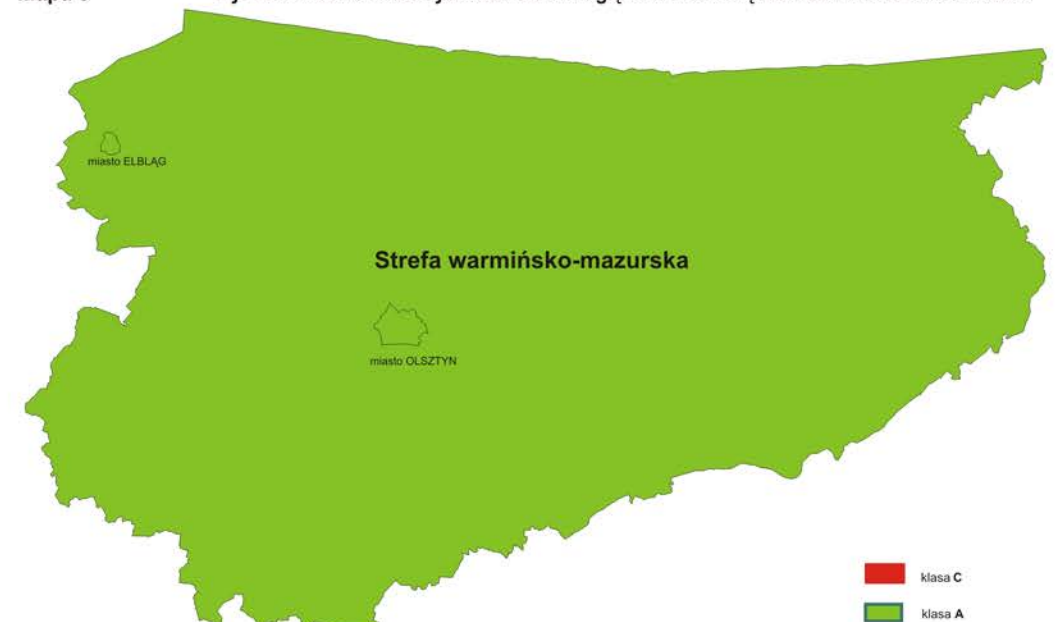 miasto ELBLĄG
Strefa warmińsko-mazurska
miasto OLSZTYN
klasa C
klasa A